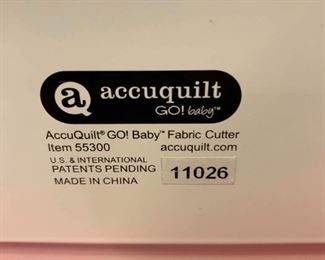 a accuquilt
GO! baby™
AccuQuilt® GO! Baby™ Fabric Cutter
Item 55300 accuquilt.com
U.S. & INTERNATIONAL
PATENTS PENDING
MADE IN CHINA
11026